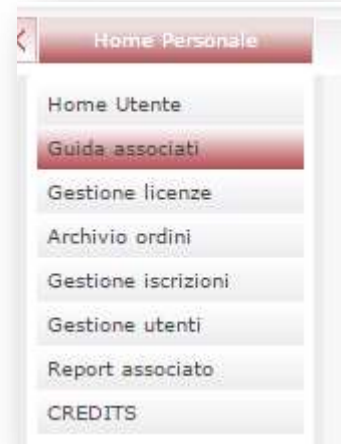 Home Personale
Home Utente
Guida associati
Gestione licenze
Archivio ordini
Gestione iscrizioni
Gestione utenti
Report associato
CREDITS